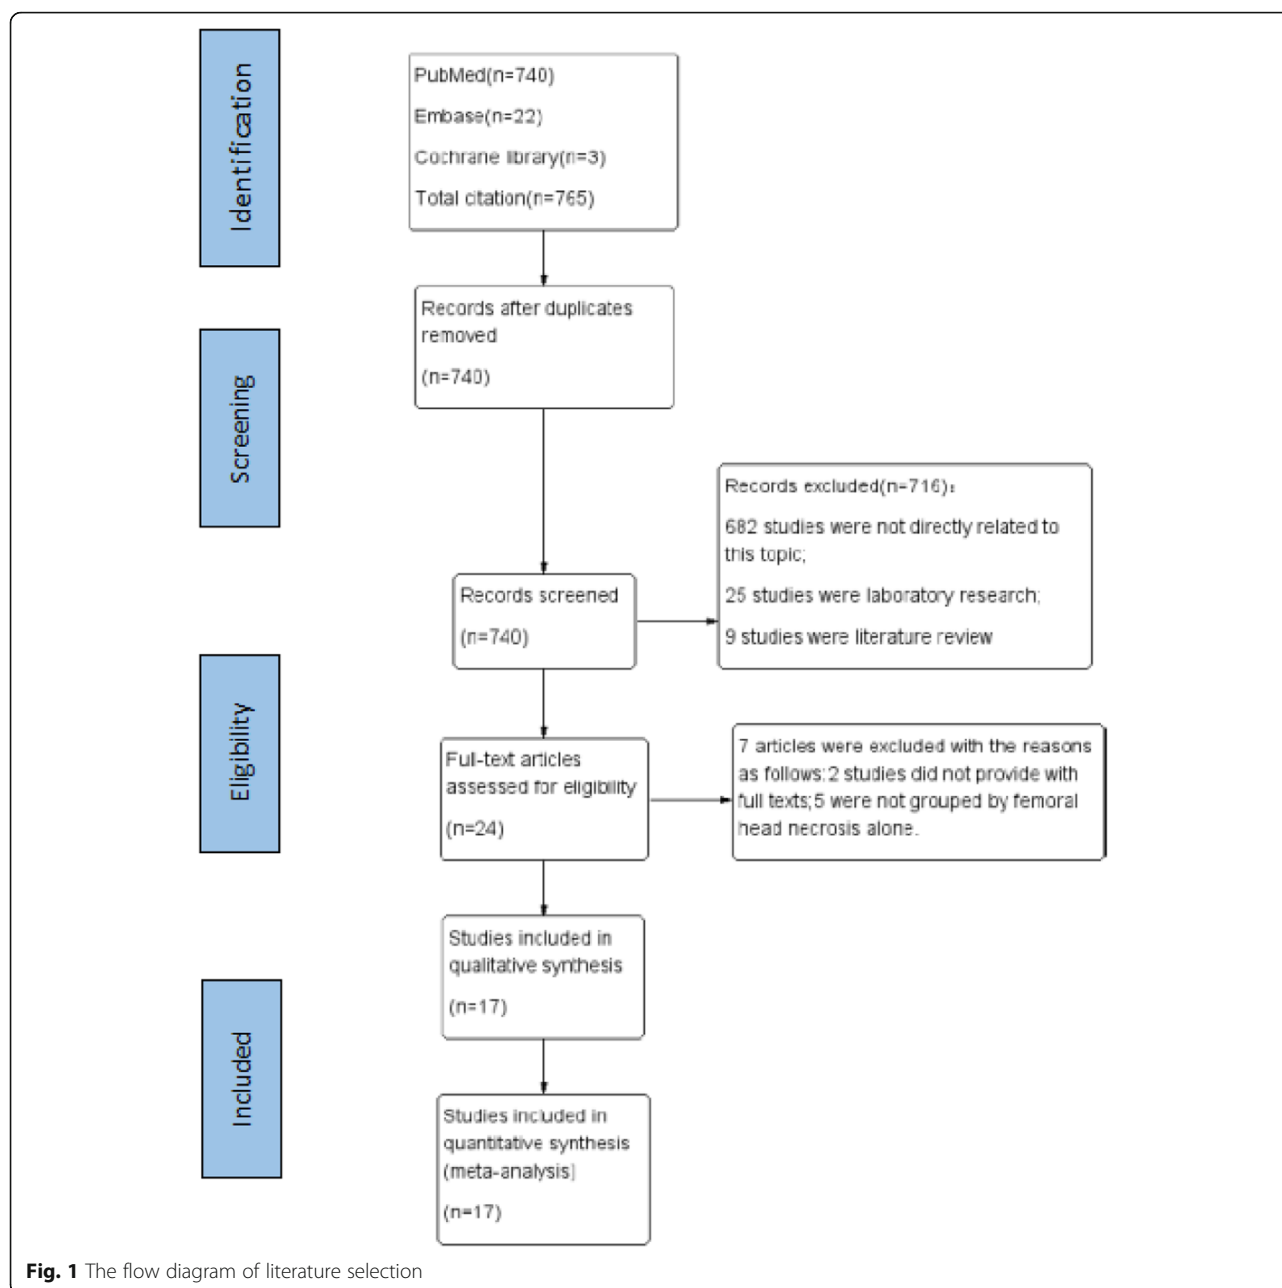 Identification
PubMed(n=740)
Embase(n=22)
Cochrane library(n=3)
Total citation(n=765)
Records after duplicates
removed
(n=740)
Screening
Records excluded(n=716):
682 studies were not directly related to
this topic;
25 studies were laboratory research;
9 studies were literature review
Records screened
(n=740)
Eligibility
Full-text articles
assessed for eligibility
(n=24)
7 articles were excluded with the reasons
as follows:2 studies did not provide with
full texts;5 were not grouped by femoral
head necrosis alone.
Studies included in
qualitative synthesis
(n=17)
Included
Studies included in
quantitative synthesis
(meta-analysis)
(n=17)
Fig. 1 The flow diagram of literature selection